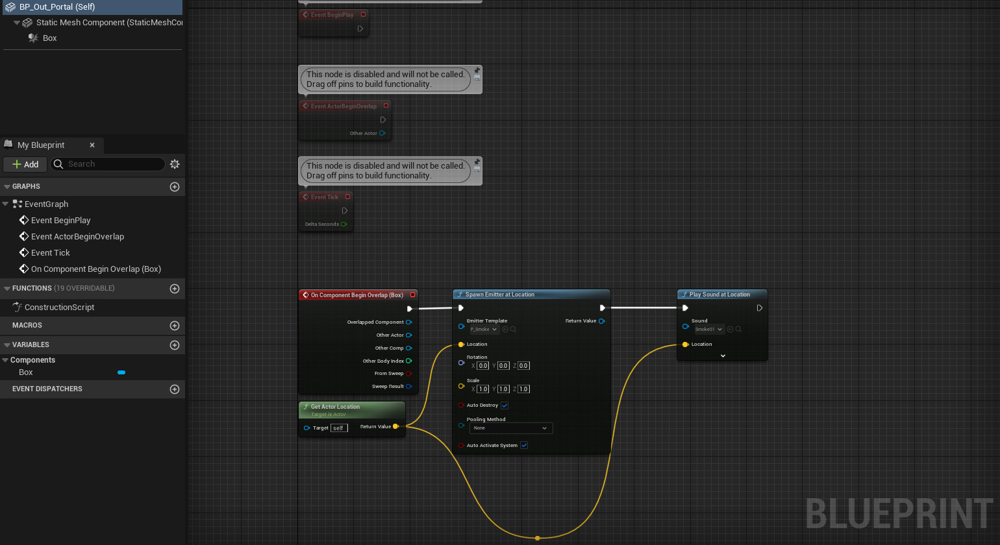 BP_Out_Portal (Self)
Static Mesh Component (StaticMeshCo
Box
My Blueprint
Add
Search
GRAPHS
EventGraph
Event BeginPlay
Event ActorBeginOverlap
Event Tick
On Component Begin Overlap (Box)
FUNCTIONS (19 OVERRIDABLE)
ConstructionScript
MACROS
VARIABLES
Components
Box
EVENT DISPATCHERS
Event BeginPlay
This node is disabled and will not be called.
Drag off pins to build functionality.
Event ActorBeginOverlap
Other Actor
This node is disabled and will not be called.
Drag off pins to build functionality.
Event Tick
Delta Seconds
On Component Begin Overlap (Box)
Overlapped Component
Other Actor
Other Comp
Other Body Index
From Sweep
Sweep Result
Get Actor Location
Target is Actor
Target self Return Value
Spawn Emitter at Location
Emitter Template Return Value
P_Smoke
Location
Rotation
X 0.0 Y 0.0 Z 0.0
Scale
X 1.0 Y 1.0 Z 1.0
Auto Destroy
Pooling Method
None
Auto Activate System
Play Sound at Location
Sound
Smoke01
Location
BLUEPRINT